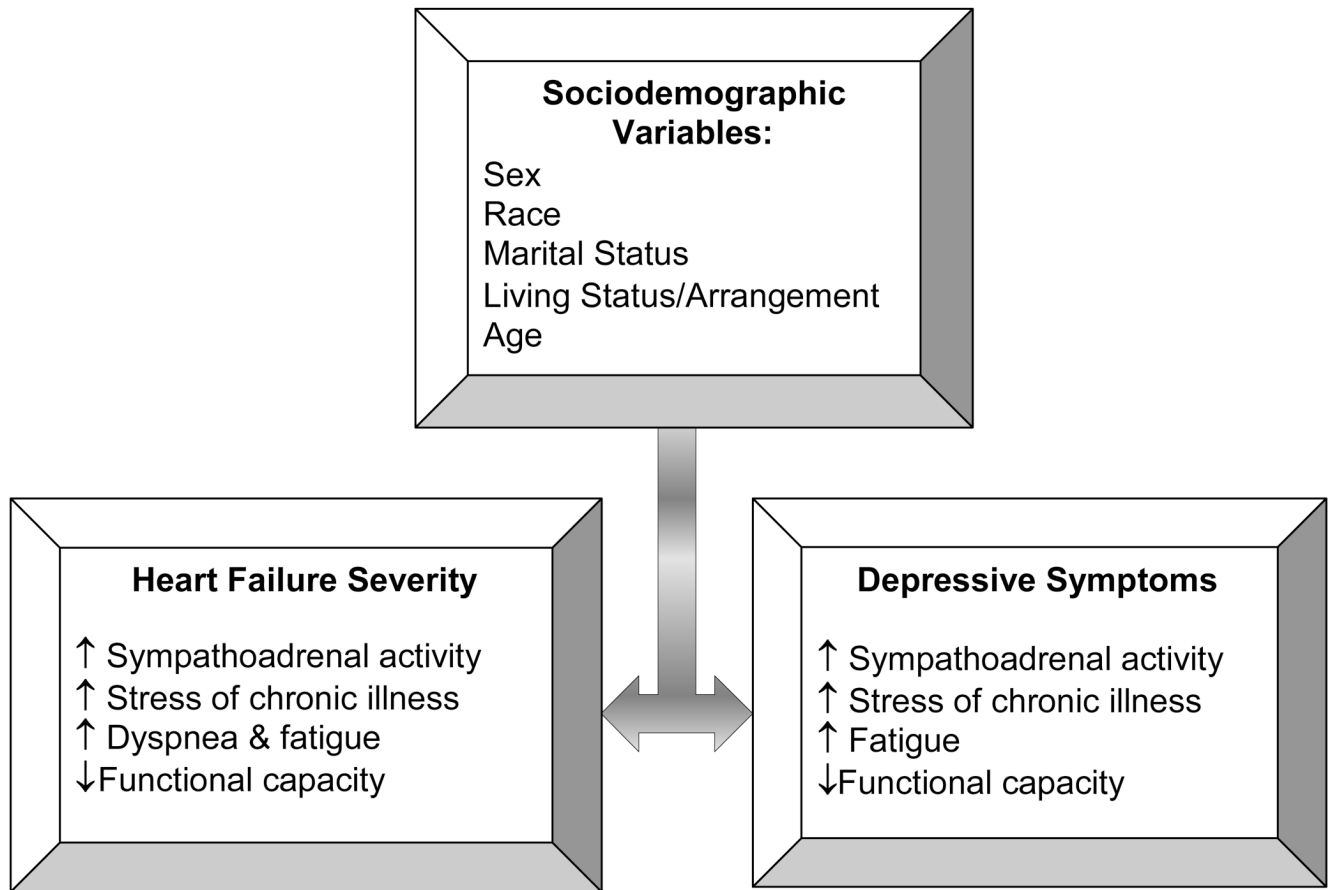 Sociodemographic
Variables:
Sex
Race
Marital Status
Living Status/Arrangement
Age
Heart Failure Severity
↑ Sympathoadrenal activity
↑ Stress of chronic illness
↑ Dyspnea & fatigue
↓Functional capacity
Depressive Symptoms
↑ Sympathoadrenal activity
↑ Stress of chronic illness
↑ Fatigue
↓Functional capacity